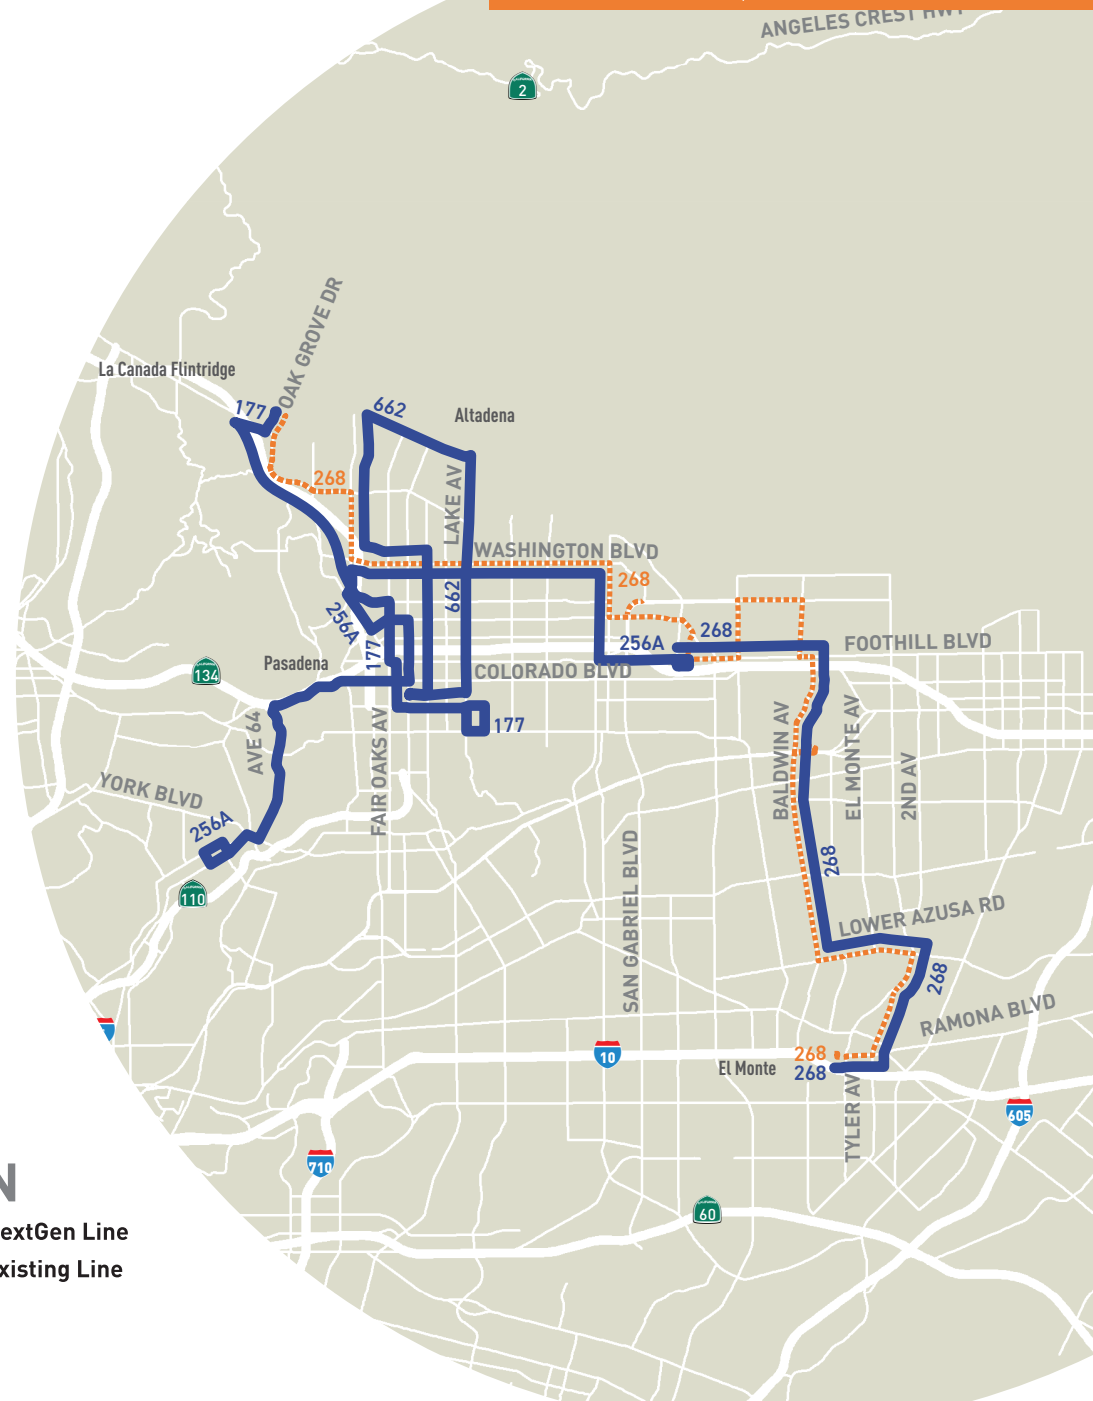 ANGELES CREST HWY
2
OAK GROVE DR
La Canada Flintridge
177
662
Altadena
268
LAKE AV
WASHINGTON BLVD
268
662
256A
177
256A
268
FOOTHILL BLVD
Pasadena
134
COLORADO BLVD
177
AVE 64
FAIR OAKS AV
BALDWIN AV
EL MONTE AV
2ND AV
YORK BLVD
256A
268
110
SAN GABRIEL BLVD
LOWER AZUSA RD
268
RAMONA BLVD
10
268
El Monte
268
TYLER AV
605
710
N
extGen Line
xisting Line
60